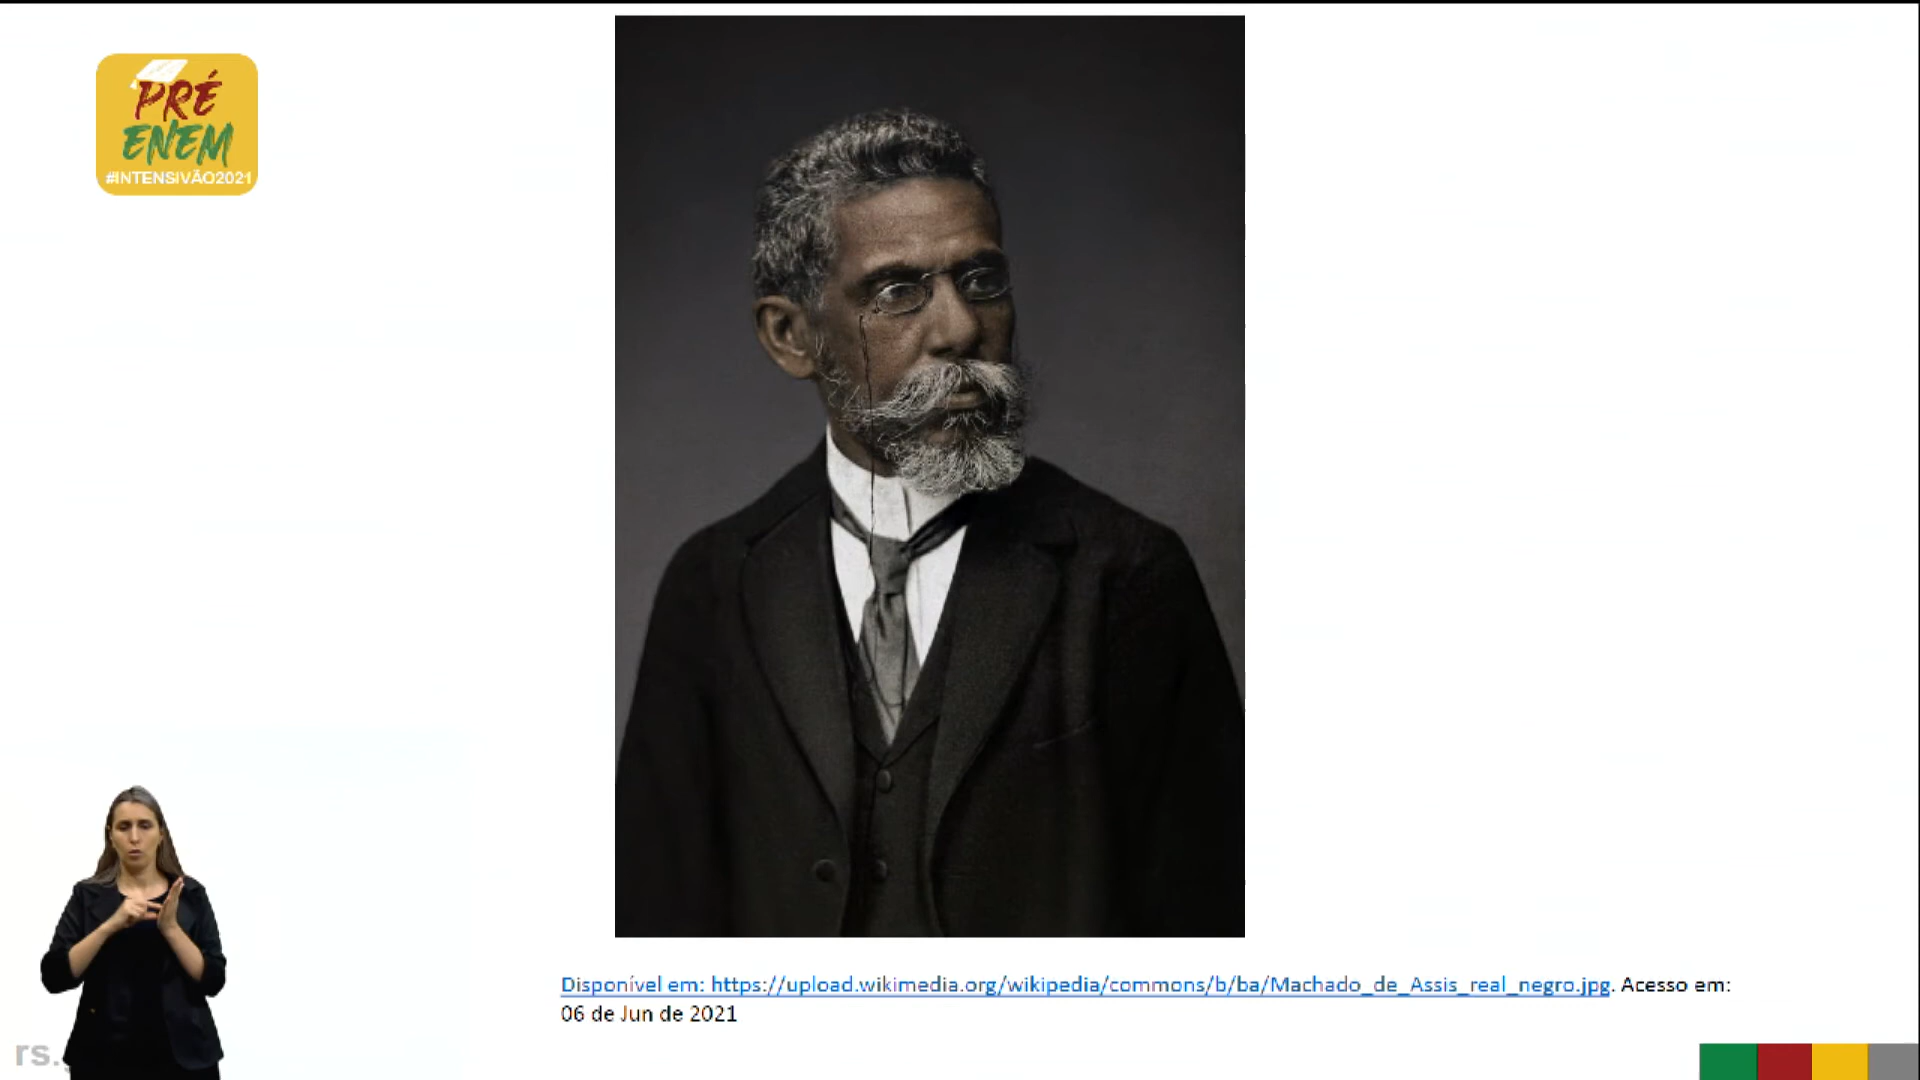 PRÉ
ENEM
#INTENSIVÃO2021
Disponível em: https://upload.wikimedia.org/wikipedia/commons/b/ba/Machado_de_Assis_real_negro.jpg. Acesso em:
06 de Jun de 2021
rs.